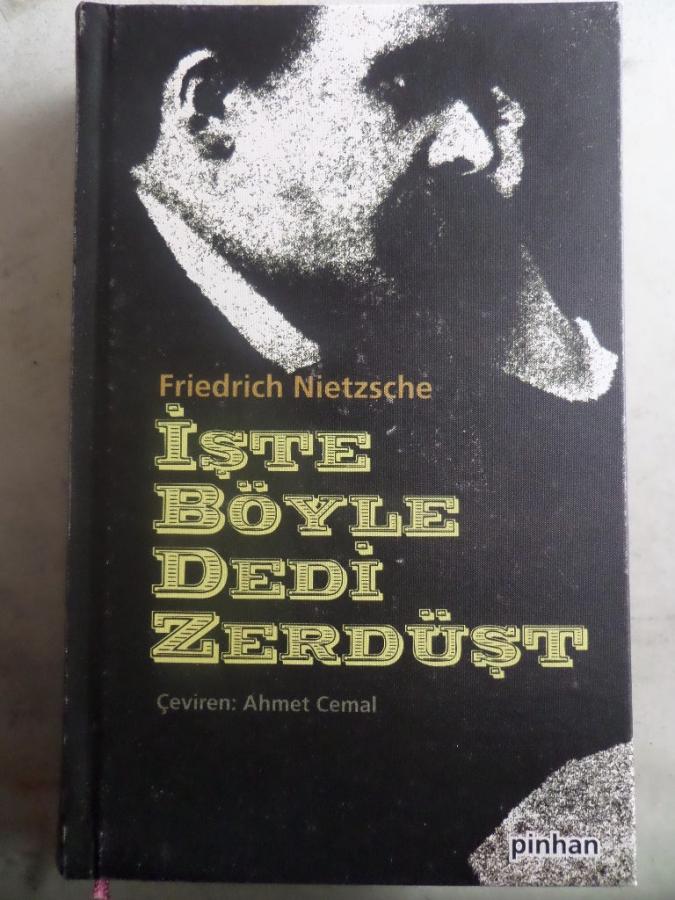 Friedrich Nietzsche
İŞTE
BÖYLE
DEDİ
ZERDÜŞT
Çeviren: Ahmet Cemal
pinhan